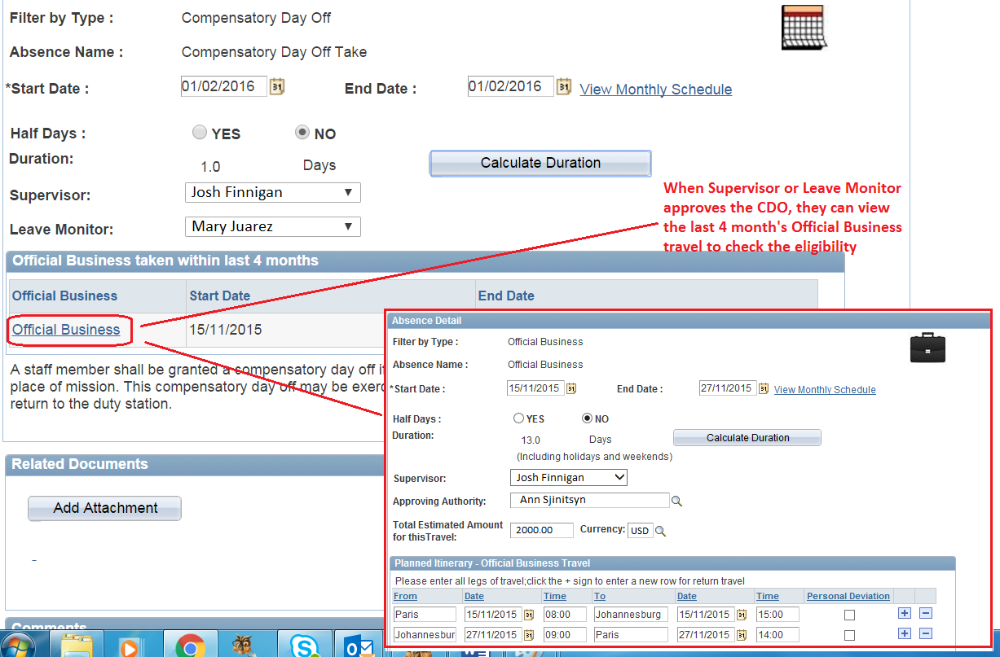 Filter by Type : Compensatory Day Off
Absence Name : Compensatory Day Off Take
*Start Date : 01/02/2016 31 End Date : 01/02/2016 31 View Monthly Schedule
Half Days : YES NO
Duration: 1.0 Days Calculate Duration
Supervisor: Josh Finnigan
Leave Monitor: Mary Juarez
When Supervisor or Leave Monitor
approves the CDO, they can view
the last 4 month's Official Business
travel to check the eligibility
Official Business taken within last 4 months
Official Business Start Date End Date
Official Business 15/11/2015
A staff member shall be granted a compensatory day off
place of mission. This compensatory day off may be
return to the duty station.
Related Documents
Add Attachment
Comments
Absence Detail
Filter by Type : Official Business
Absence Name : Official Business
*Start Date : 15/11/2015 31 End Date : 27/11/2015 31 View Monthly Schedule
Half Days : YES NO
Duration: 13.0 Days Calculate Duration
(Including holidays and weekends)
Supervisor: Josh Finnigan
Approving Authority: Ann Sjinitsyn
Total Estimated Amount
for thisTravel: 2000.00 Currency: USD
Planned Itinerary - Official Business Travel
Please enter all legs of travel;click the + sign to enter a new row for return travel
From Date Time To Date Time Personal Deviation
Paris 15/11/2015 31 08:00 Johannesburg 15/11/2015 31 15:00
Johannesbur 27/11/2015 31 09:00 Paris 27/11/2015 31 14:00